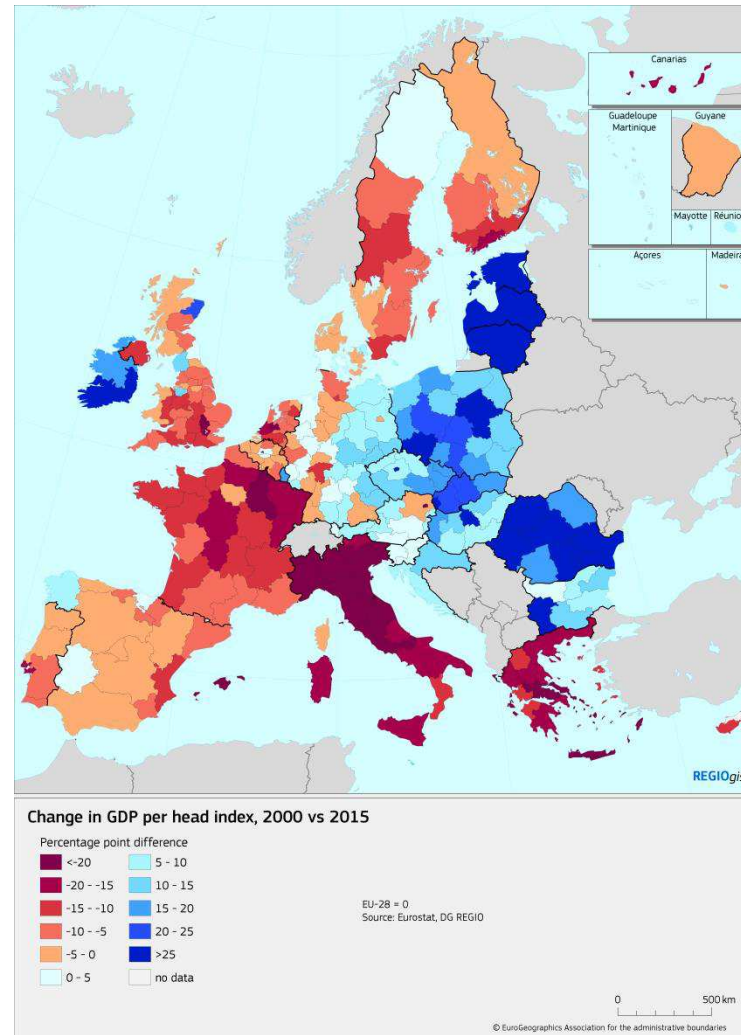 Canarias
Guadeloupe
Martinique
Guyane
Mayotte
Réunion
Açores
Madeira
REGIOgis
Change in GDP per head index, 2000 vs 2015
Percentage point difference
<-20
-20 - -15
-15 - -10
-10 - -5
-5 - 0
0 - 5
5 - 10
10 - 15
15 - 20
20 - 25
>25
no data
EU-28 = 0
Source: Eurostat, DG REGIO
0
500 km
© EuroGeographics Association for the administrative boundaries